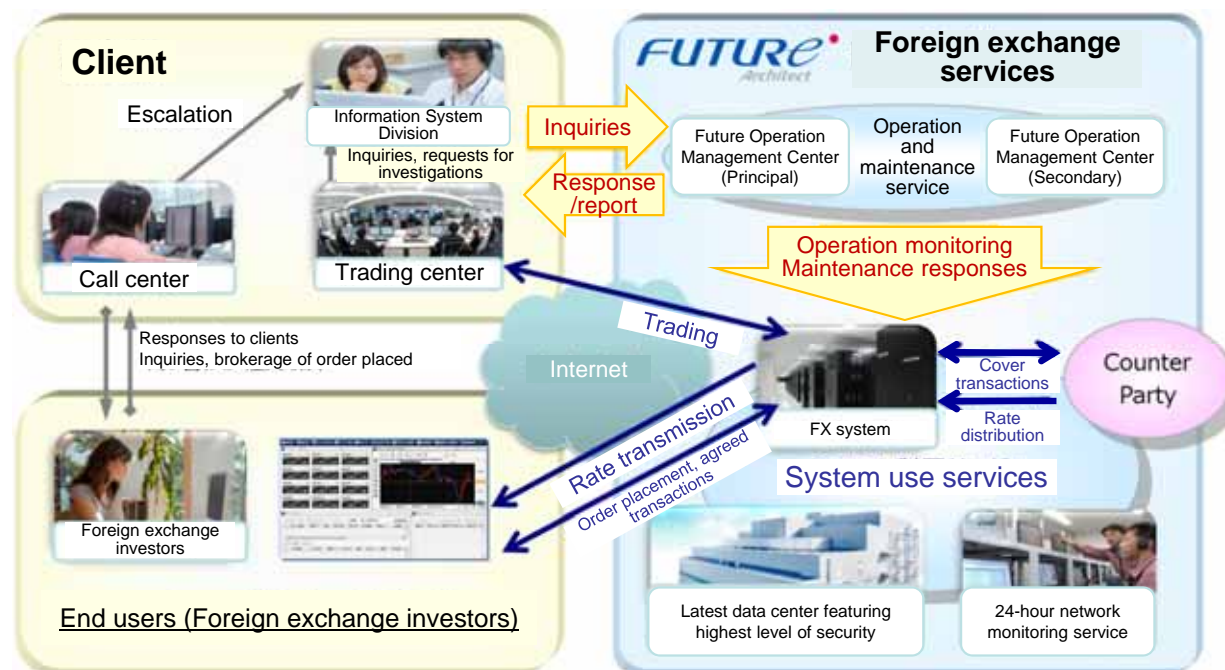 Client
Escalation
Information System
Division
Inquiries, requests for
investigations
Call center
Trading center
Inquiries
Response
/report
FUTURe
Architect
Foreign exchange
services
Future Operation
Management Center
(Principal)
Operation
and
maintenance
service
Future Operation
Management Center
(Secondary)
Operation monitoring
Maintenance responses
Responses to clients
Inquiries, brokerage of order placed
Internet
Trading
Rate transmission
Order placement, agreed
transactions
FX system
Cover
transactions
Rate
distribution
Counter
Party
System use services
Foreign exchange
investors
End users (Foreign exchange investors)
Latest data center featuring
highest level of security
24-hour network
monitoring service